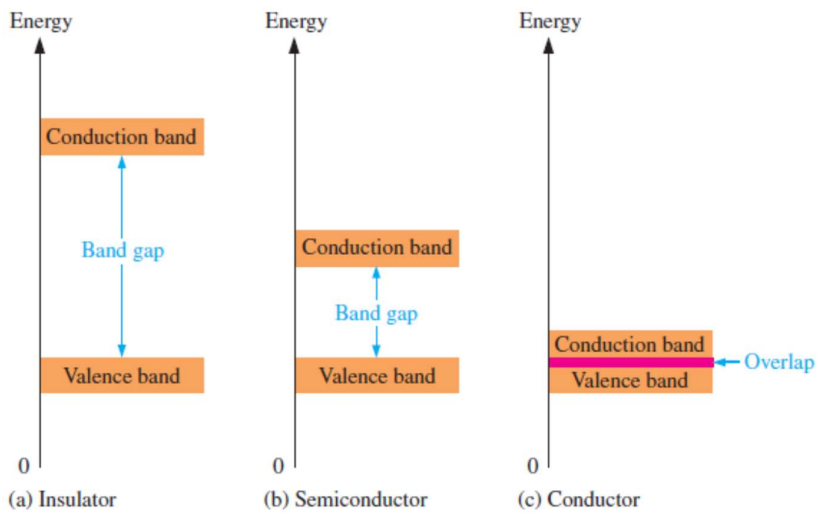 Energy
Conduction band
Band gap
Valence band
0
(a) Insulator
Energy
Conduction band
Band gap
Valence band
0
(b) Semiconductor
Energy
Conduction band
Overlap
Valence band
0
(c) Conductor